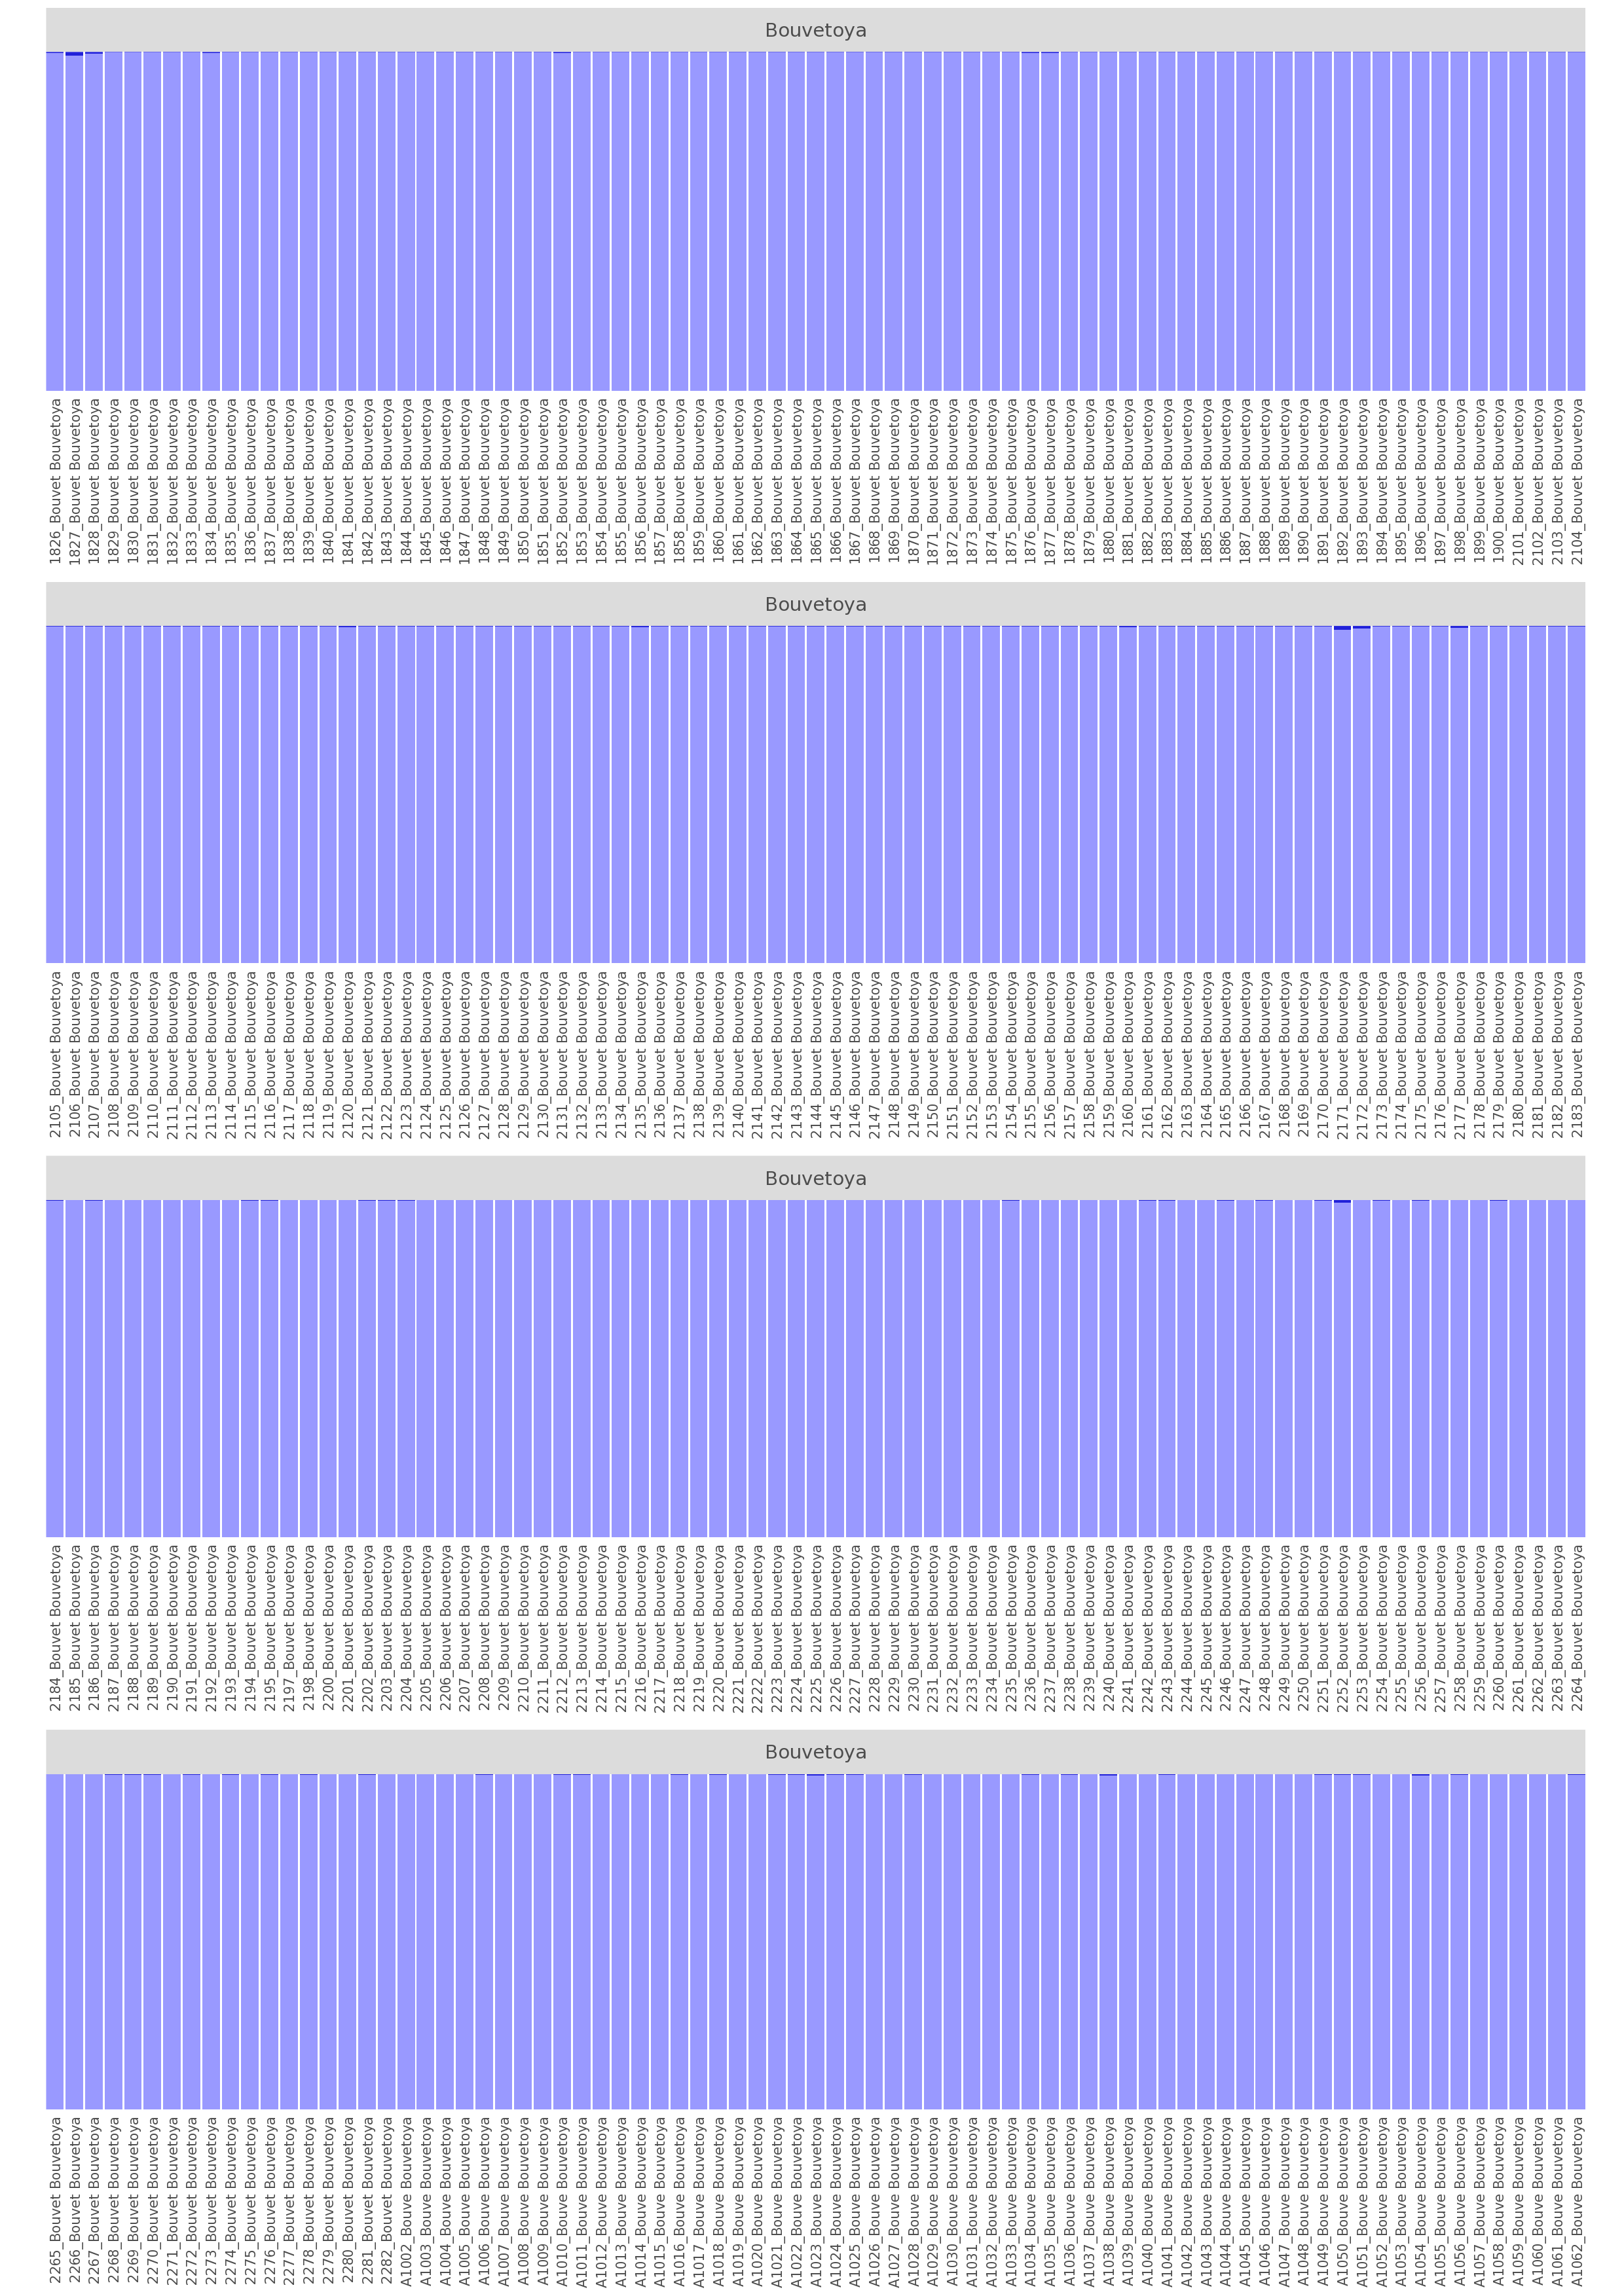 Bouvetoya
1826_Bouvet Bouvetoya
1827_Bouvet Bouvetoya
1828_Bouvet Bouvetoya
1829_Bouvet Bouvetoya
1830_Bouvet Bouvetoya
1831_Bouvet Bouvetoya
1832_Bouvet Bouvetoya
1833_Bouvet Bouvetoya
1834_Bouvet Bouvetoya
1835_Bouvet Bouvetoya
1836_Bouvet Bouvetoya
1837_Bouvet Bouvetoya
1838_Bouvet Bouvetoya
1839_Bouvet Bouvetoya
1840_Bouvet Bouvetoya
1841_Bouvet Bouvetoya
1842_Bouvet Bouvetoya
1843_Bouvet Bouvetoya
1844_Bouvet Bouvetoya
1845_Bouvet Bouvetoya
1846_Bouvet Bouvetoya
1847_Bouvet Bouvetoya
1848_Bouvet Bouvetoya
1849_Bouvet Bouvetoya
1850_Bouvet Bouvetoya
1851_Bouvet Bouvetoya
1852_Bouvet Bouvetoya
1853_Bouvet Bouvetoya
1854_Bouvet Bouvetoya
1855_Bouvet Bouvetoya
1856_Bouvet Bouvetoya
1857_Bouvet Bouvetoya
1858_Bouvet Bouvetoya
1859_Bouvet Bouvetoya
1860_Bouvet Bouvetoya
1861_Bouvet Bouvetoya
1862_Bouvet Bouvetoya
1863_Bouvet Bouvetoya
1864_Bouvet Bouvetoya
1865_Bouvet Bouvetoya
1866_Bouvet Bouvetoya
1867_Bouvet Bouvetoya
1868_Bouvet Bouvetoya
1869_Bouvet Bouvetoya
1870_Bouvet Bouvetoya
1871_Bouvet Bouvetoya
1872_Bouvet Bouvetoya
1873_Bouvet Bouvetoya
1874_Bouvet Bouvetoya
1875_Bouvet Bouvetoya
1876_Bouvet Bouvetoya
1877_Bouvet Bouvetoya
1878_Bouvet Bouvetoya
1879_Bouvet Bouvetoya
1880_Bouvet Bouvetoya
1881_Bouvet Bouvetoya
1882_Bouvet Bouvetoya
1883_Bouvet Bouvetoya
1884_Bouvet Bouvetoya
1885_Bouvet Bouvetoya
1886_Bouvet Bouvetoya
1887_Bouvet Bouvetoya
1888_Bouvet Bouvetoya
1889_Bouvet Bouvetoya
1890_Bouvet Bouvetoya
1891_Bouvet Bouvetoya
1892_Bouvet Bouvetoya
1893_Bouvet Bouvetoya
1894_Bouvet Bouvetoya
1895_Bouvet Bouvetoya
1896_Bouvet Bouvetoya
1897_Bouvet Bouvetoya
1898_Bouvet Bouvetoya
1899_Bouvet Bouvetoya
1900_Bouvet Bouvetoya
2101_Bouvet Bouvetoya
2102_Bouvet Bouvetoya
2103_Bouvet Bouvetoya
2104_Bouvet Bouvetoya
Bouvetoya
2105_Bouvet Bouvetoya
2106_Bouvet Bouvetoya
2107_Bouvet Bouvetoya
2108_Bouvet Bouvetoya
2109_Bouvet Bouvetoya
2110_Bouvet Bouvetoya
2111_Bouvet Bouvetoya
2112_Bouvet Bouvetoya
2113_Bouvet Bouvetoya
2114_Bouvet Bouvetoya
2115_Bouvet Bouvetoya
2116_Bouvet Bouvetoya
2117_Bouvet Bouvetoya
2118_Bouvet Bouvetoya
2119_Bouvet Bouvetoya
2120_Bouvet Bouvetoya
2121_Bouvet Bouvetoya
2122_Bouvet Bouvetoya
2123_Bouvet Bouvetoya
2124_Bouvet Bouvetoya
2125_Bouvet Bouvetoya
2126_Bouvet Bouvetoya
2127_Bouvet Bouvetoya
2128_Bouvet Bouvetoya
2129_Bouvet Bouvetoya
2130_Bouvet Bouvetoya
2131_Bouvet Bouvetoya
2132_Bouvet Bouvetoya
2133_Bouvet Bouvetoya
2134_Bouvet Bouvetoya
2135_Bouvet Bouvetoya
2136_Bouvet Bouvetoya
2137_Bouvet Bouvetoya
2138_Bouvet Bouvetoya
2139_Bouvet Bouvetoya
2140_Bouvet Bouvetoya
2141_Bouvet Bouvetoya
2142_Bouvet Bouvetoya
2143_Bouvet Bouvetoya
2144_Bouvet Bouvetoya
2145_Bouvet Bouvetoya
2146_Bouvet Bouvetoya
2147_Bouvet Bouvetoya
2148_Bouvet Bouvetoya
2149_Bouvet Bouvetoya
2150_Bouvet Bouvetoya
2151_Bouvet Bouvetoya
2152_Bouvet Bouvetoya
2153_Bouvet Bouvetoya
2154_Bouvet Bouvetoya
2155_Bouvet Bouvetoya
2156_Bouvet Bouvetoya
2157_Bouvet Bouvetoya
2158_Bouvet Bouvetoya
2159_Bouvet Bouvetoya
2160_Bouvet Bouvetoya
2161_Bouvet Bouvetoya
2162_Bouvet Bouvetoya
2163_Bouvet Bouvetoya
2164_Bouvet Bouvetoya
2165_Bouvet Bouvetoya
2166_Bouvet Bouvetoya
2167_Bouvet Bouvetoya
2168_Bouvet Bouvetoya
2169_Bouvet Bouvetoya
2170_Bouvet Bouvetoya
2171_Bouvet Bouvetoya
2172_Bouvet Bouvetoya
2173_Bouvet Bouvetoya
2174_Bouvet Bouvetoya
2175_Bouvet Bouvetoya
2176_Bouvet Bouvetoya
2177_Bouvet Bouvetoya
2178_Bouvet Bouvetoya
2179_Bouvet Bouvetoya
2180_Bouvet Bouvetoya
2181_Bouvet Bouvetoya
2182_Bouvet Bouvetoya
2183_Bouvet Bouvetoya
Bouvetoya
2184_Bouvet Bouvetoya
2185_Bouvet Bouvetoya
2186_Bouvet Bouvetoya
2187_Bouvet Bouvetoya
2188_Bouvet Bouvetoya
2189_Bouvet Bouvetoya
2190_Bouvet Bouvetoya
2191_Bouvet Bouvetoya
2192_Bouvet Bouvetoya
2193_Bouvet Bouvetoya
2194_Bouvet Bouvetoya
2195_Bouvet Bouvetoya
2197_Bouvet Bouvetoya
2198_Bouvet Bouvetoya
2200_Bouvet Bouvetoya
2201_Bouvet Bouvetoya
2202_Bouvet Bouvetoya
2203_Bouvet Bouvetoya
2204_Bouvet Bouvetoya
2205_Bouvet Bouvetoya
2206_Bouvet Bouvetoya
2207_Bouvet Bouvetoya
2208_Bouvet Bouvetoya
2209_Bouvet Bouvetoya
2210_Bouvet Bouvetoya
2211_Bouvet Bouvetoya
2212_Bouvet Bouvetoya
2213_Bouvet Bouvetoya
2214_Bouvet Bouvetoya
2215_Bouvet Bouvetoya
2216_Bouvet Bouvetoya
2217_Bouvet Bouvetoya
2218_Bouvet Bouvetoya
2219_Bouvet Bouvetoya
2220_Bouvet Bouvetoya
2221_Bouvet Bouvetoya
2222_Bouvet Bouvetoya
2223_Bouvet Bouvetoya
2224_Bouvet Bouvetoya
2225_Bouvet Bouvetoya
2226_Bouvet Bouvetoya
2227_Bouvet Bouvetoya
2228_Bouvet Bouvetoya
2229_Bouvet Bouvetoya
2230_Bouvet Bouvetoya
2231_Bouvet Bouvetoya
2232_Bouvet Bouvetoya
2233_Bouvet Bouvetoya
2234_Bouvet Bouvetoya
2235_Bouvet Bouvetoya
2236_Bouvet Bouvetoya
2237_Bouvet Bouvetoya
2238_Bouvet Bouvetoya
2239_Bouvet Bouvetoya
2240_Bouvet Bouvetoya
2241_Bouvet Bouvetoya
2242_Bouvet Bouvetoya
2243_Bouvet Bouvetoya
2244_Bouvet Bouvetoya
2245_Bouvet Bouvetoya
2246_Bouvet Bouvetoya
2247_Bouvet Bouvetoya
2248_Bouvet Bouvetoya
2249_Bouvet Bouvetoya
2250_Bouvet Bouvetoya
2251_Bouvet Bouvetoya
2252_Bouvet Bouvetoya
2253_Bouvet Bouvetoya
2254_Bouvet Bouvetoya
2255_Bouvet Bouvetoya
2256_Bouvet Bouvetoya
2257_Bouvet Bouvetoya
2258_Bouvet Bouvetoya
2259_Bouvet Bouvetoya
2260_Bouvet Bouvetoya
2261_Bouvet Bouvetoya
2262_Bouvet Bouvetoya
2263_Bouvet Bouvetoya
2264_Bouvet Bouvetoya
Bouvetoya
2265_Bouvet Bouvetoya
2266_Bouvet Bouvetoya
2267_Bouvet Bouvetoya
2268_Bouvet Bouvetoya
2269_Bouvet Bouvetoya
2270_Bouvet Bouvetoya
2271_Bouvet Bouvetoya
2272_Bouvet Bouvetoya
2273_Bouvet Bouvetoya
2274_Bouvet Bouvetoya
2275_Bouvet Bouvetoya
2276_Bouvet Bouvetoya
2277_Bouvet Bouvetoya
2278_Bouvet Bouvetoya
2279_Bouvet Bouvetoya
2280_Bouvet Bouvetoya
2281_Bouvet Bouvetoya
2282_Bouvet Bouvetoya
A1002_Bouve Bouvetoya
A1003_Bouve Bouvetoya
A1004_Bouve Bouvetoya
A1005_Bouve Bouvetoya
A1006_Bouve Bouvetoya
A1007_Bouve Bouvetoya
A1008_Bouve Bouvetoya
A1009_Bouve Bouvetoya
A1010_Bouve Bouvetoya
A1011_Bouve Bouvetoya
A1012_Bouve Bouvetoya
A1013_Bouve Bouvetoya
A1014_Bouve Bouvetoya
A1015_Bouve Bouvetoya
A1016_Bouve Bouvetoya
A1017_Bouve Bouvetoya
A1018_Bouve Bouvetoya
A1019_Bouve Bouvetoya
A1020_Bouve Bouvetoya
A1021_Bouve Bouvetoya
A1022_Bouve Bouvetoya
A1023_Bouve Bouvetoya
A1024_Bouve Bouvetoya
A1025_Bouve Bouvetoya
A1026_Bouve Bouvetoya
A1027_Bouve Bouvetoya
A1028_Bouve Bouvetoya
A1029_Bouve Bouvetoya
A1030_Bouve Bouvetoya
A1031_Bouve Bouvetoya
A1032_Bouve Bouvetoya
A1033_Bouve Bouvetoya
A1034_Bouve Bouvetoya
A1035_Bouve Bouvetoya
A1036_Bouve Bouvetoya
A1037_Bouve Bouvetoya
A1038_Bouve Bouvetoya
A1039_Bouve Bouvetoya
A1040_Bouve Bouvetoya
A1041_Bouve Bouvetoya
A1042_Bouve Bouvetoya
A1043_Bouve Bouvetoya
A1044_Bouve Bouvetoya
A1045_Bouve Bouvetoya
A1046_Bouve Bouvetoya
A1047_Bouve Bouvetoya
A1048_Bouve Bouvetoya
A1049_Bouve Bouvetoya
A1050_Bouve Bouvetoya
A1051_Bouve Bouvetoya
A1052_Bouve Bouvetoya
A1053_Bouve Bouvetoya
A1054_Bouve Bouvetoya
A1055_Bouve Bouvetoya
A1056_Bouve Bouvetoya
A1057_Bouve Bouvetoya
A1058_Bouve Bouvetoya
A1059_Bouve Bouvetoya
A1060_Bouve Bouvetoya
A1061_Bouve Bouvetoya
A1062_Bouve Bouvetoya